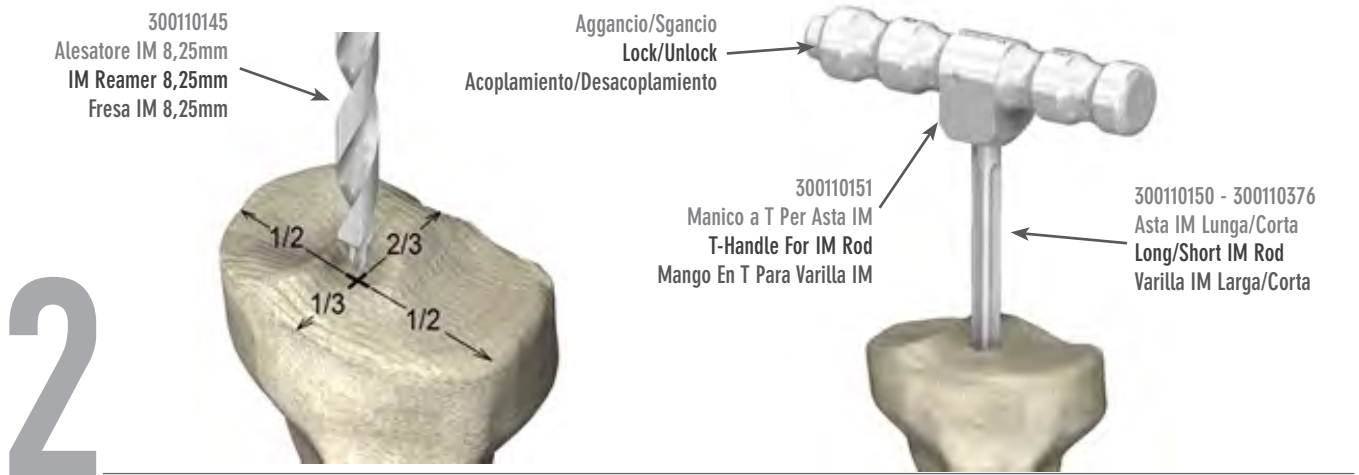 300110145
Alesatore IM 8,25mm
IM Reamer 8,25mm
Fresa IM 8,25mm
1/2
2/3
1/3
1/2
Aggancio/Sgancio
Lock/Unlock
Acoplamiento/Desacoplamiento
300110151
Manico a T Per Asta IM
T-Handle For IM Rod
Mango En T Para Varilla IM
300110150 - 300110376
Asta IM Lunga/Corta
Long/Short IM Rod
Varilla IM Larga/Corta
2